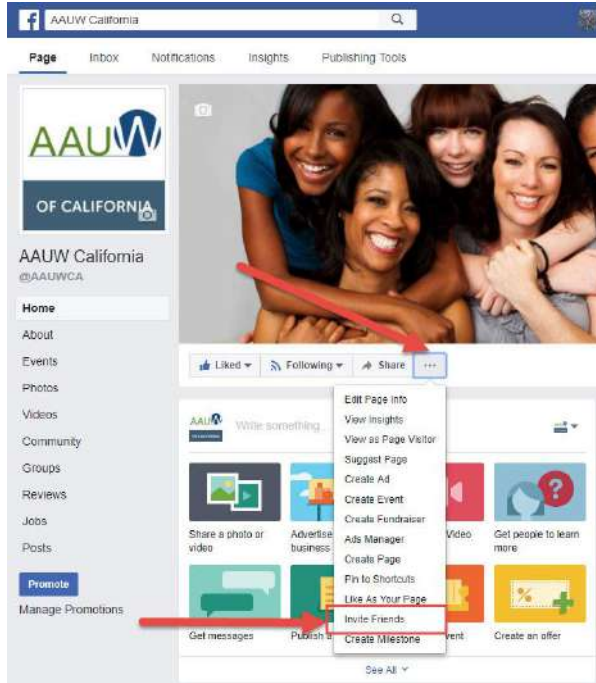 AAUW California
Page Inbox Notifications Insights Publishing Tools
AAUW
OF CALIFORNIA
AAUW California
@AAUWCA
Home
About
Events
Photos
Videos
Community
Groups
Reviews
Jobs
Posts
Promote
Manage Promotions
Liked Following Share ...
Edit Page Info
View Insights
View as Page Visitor
Suggest Page
Create Ad
Create Event
Create Fundraiser
Ads Manager
Create Page
Pin to Shortcuts
Like As Your Page
Invite Friends
Create Milestone
AAUW
Write something
Share a photo or
video
Advertise
business
Video
Get people to learn
more
Get messages
Publish a
Create an offer
See All